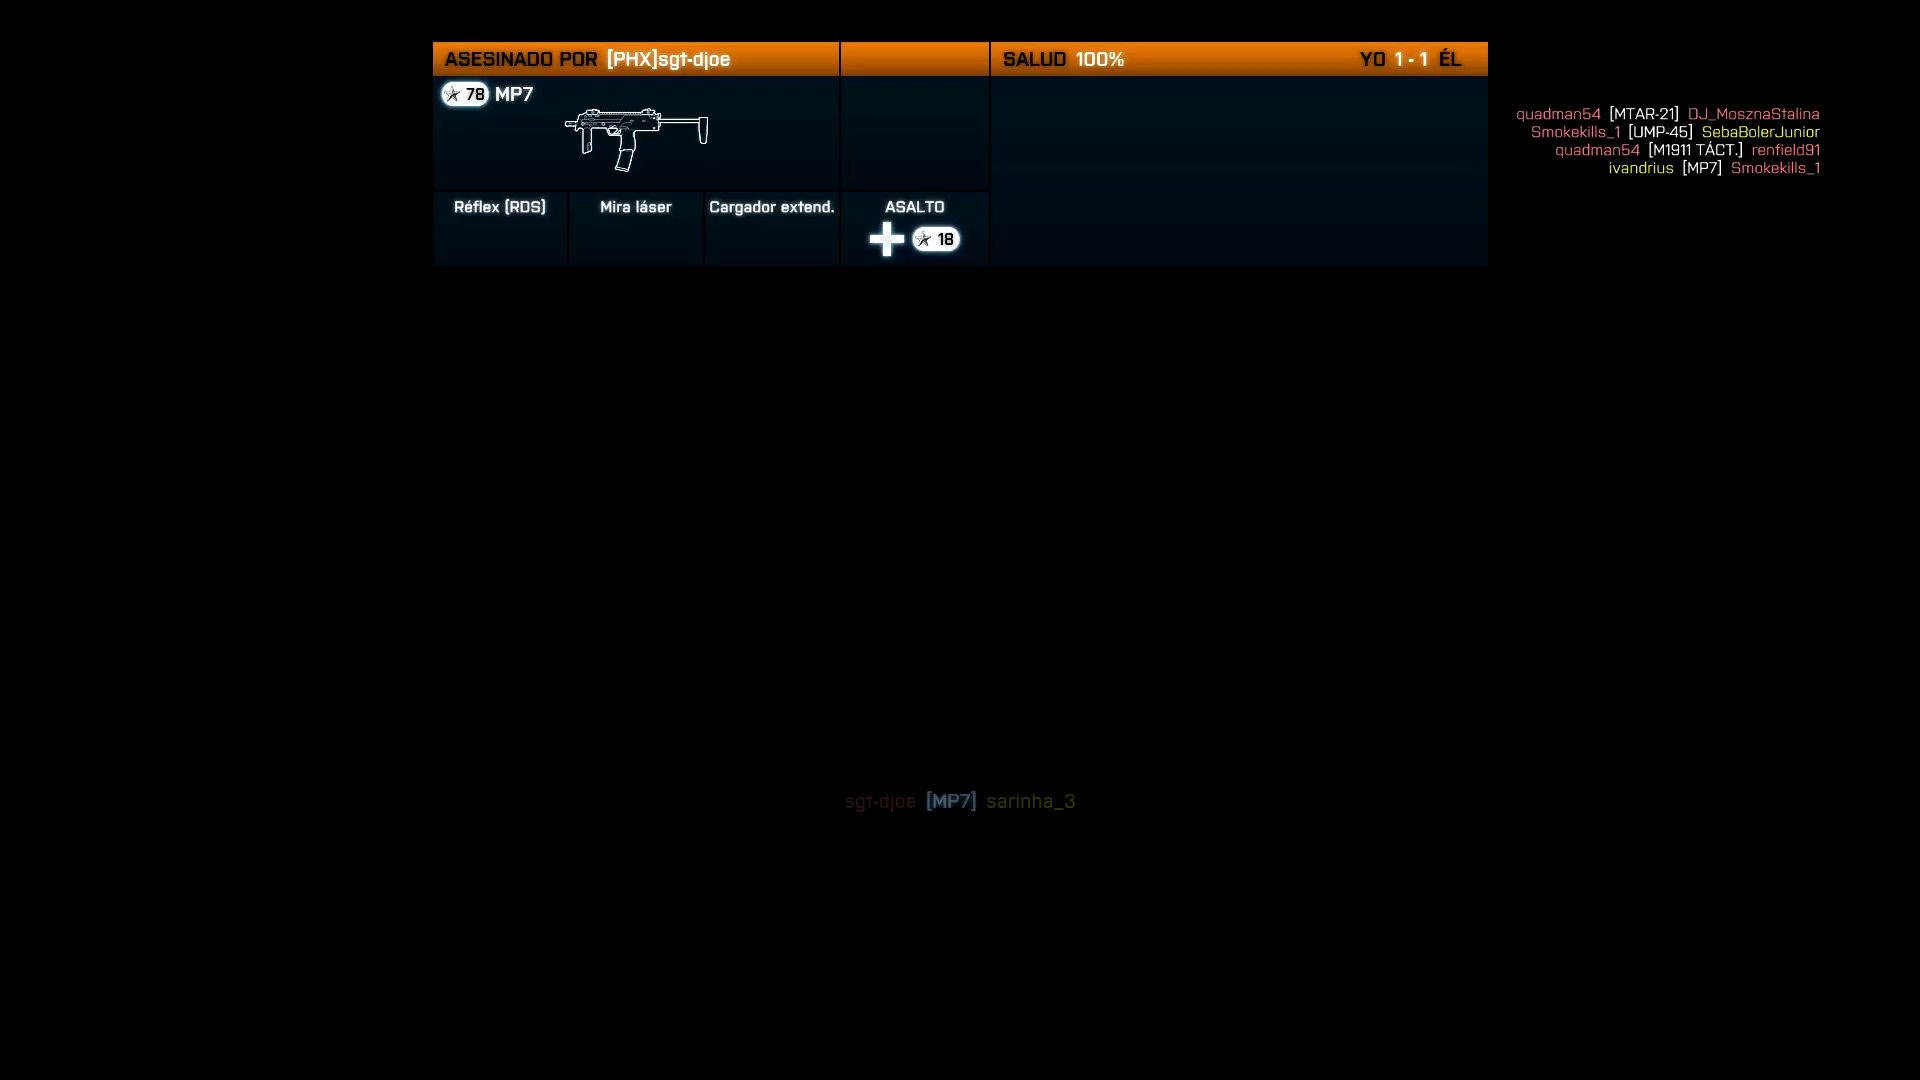 ASESINADO POR [PHX]sgt-djoe
SALUD 100%
YO 1 - 1 ÉL
78 MP7
quadman54 [MTAR-21] DJ_MosznaStalina
Smokekills_1 [UMP-45] SebaBolerJunior
quadman54 [M1911 TÁCT.] renfield91
ivandrius [MP7] Smokekills_1
Réflex (RDS)
Mira láser
Cargador extend.
ASALTO
18
sgt-djoe [MP7] sarinha_3